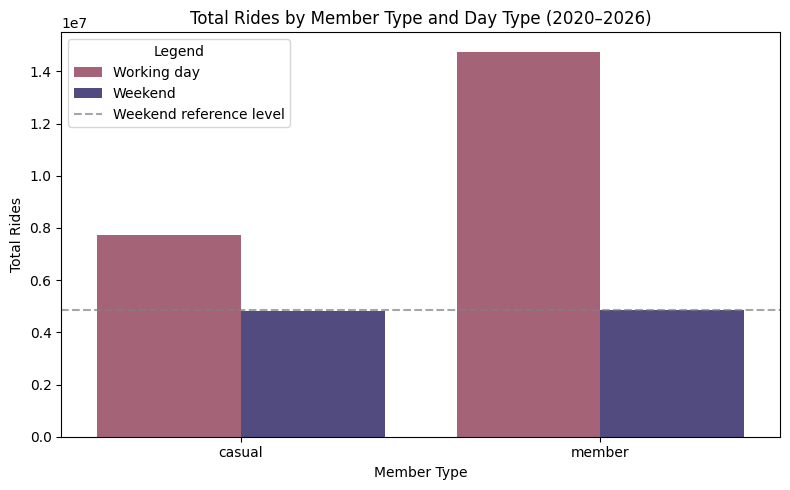 Total Rides by Member Type and Day Type (2020–2026)
1e7
Legend
Working day
Weekend
Weekend reference level
1.4
1.2
1.0
0.8
0.6
0.4
0.2
0.0
Total Rides
casual
member
Member Type